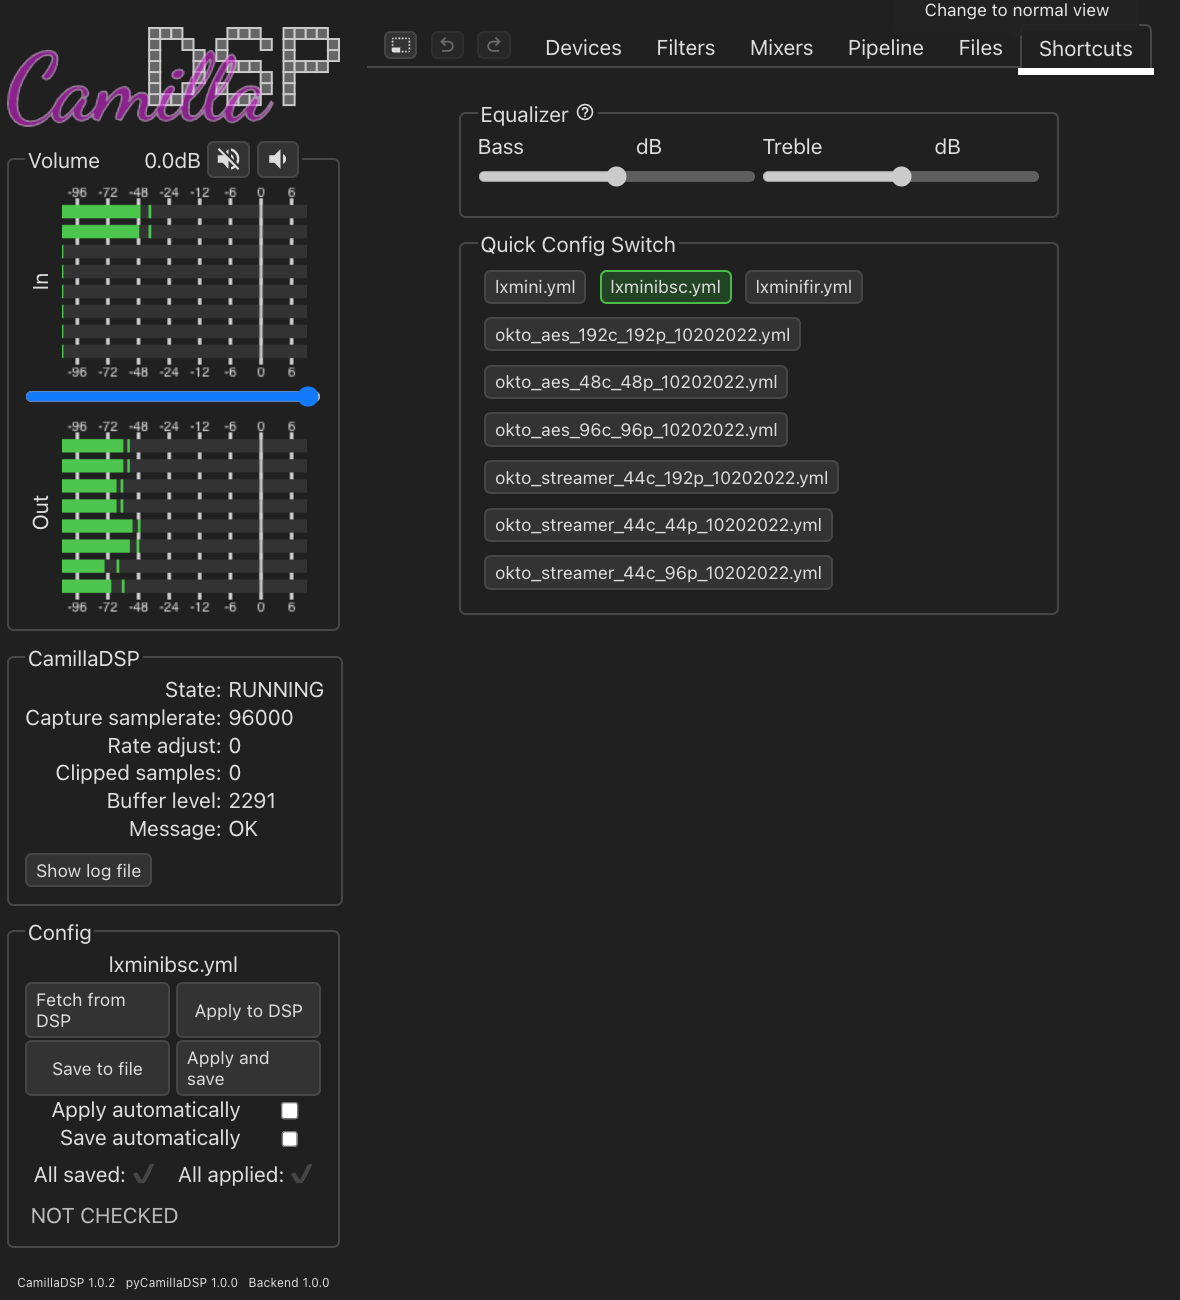 Change to normal view
Camilla DSP
Devices Filters Mixers Pipeline Files Shortcuts
Volume 0.0dB
-96 -72 -48 -24 -12 -6 0 6
In
-96 -72 -48 -24 -12 -6 0 6
-96 -72 -48 -24 -12 -6 0 6
Out
-96 -72 -48 -24 -12 -6 0 6
CamillaDSP
State: RUNNING
Capture samplerate: 96000
Rate adjust: 0
Clipped samples: 0
Buffer level: 2291
Message: OK
Show log file
Config
lxminibsc.yml
Fetch from
DSP
Apply to DSP
Save to file
Apply and
save
Apply automatically
Save automatically
All saved: ✓ All applied: ✓
NOT CHECKED
CamillaDSP 1.0.2 pyCamillaDSP 1.0.0 Backend 1.0.0
Equalizer ?
Bass dB Treble dB
Quick Config Switch
lxmini.yml lxminibsc.yml lxminifir.yml
okto_aes_192c_192p_10202022.yml
okto_aes_48c_48p_10202022.yml
okto_aes_96c_96p_10202022.yml
okto_streamer_44c_192p_10202022.yml
okto_streamer_44c_44p_10202022.yml
okto_streamer_44c_96p_10202022.yml